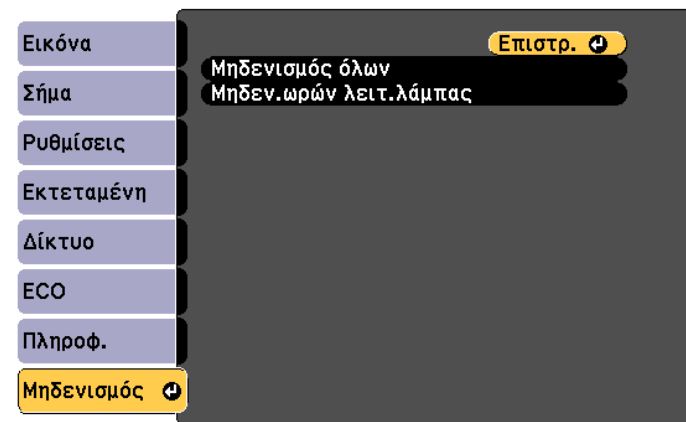 Εικόνα
Σήμα
Ρυθμίσεις
Εκτεταμένη
Δίκτυο
ECO
Πληροφ.
Μηδενισμός
Επιστρ.
Μηδενισμός όλων
Μηδεν.ωρών λειτ.λάμπας